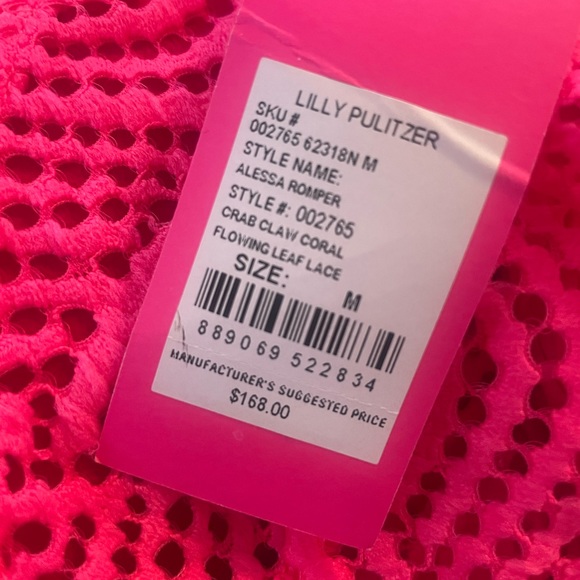 LILLY PULITZER
SKU #
002765 62318N M
STYLE NAME:
ALESSA ROMPER
STYLE #: 002765
CRAB CLAW CORAL
FLOWING LEAF LACE
SIZE: M
889069 522834
MANUFACTURER'S SUGGESTED PRICE
$168.00